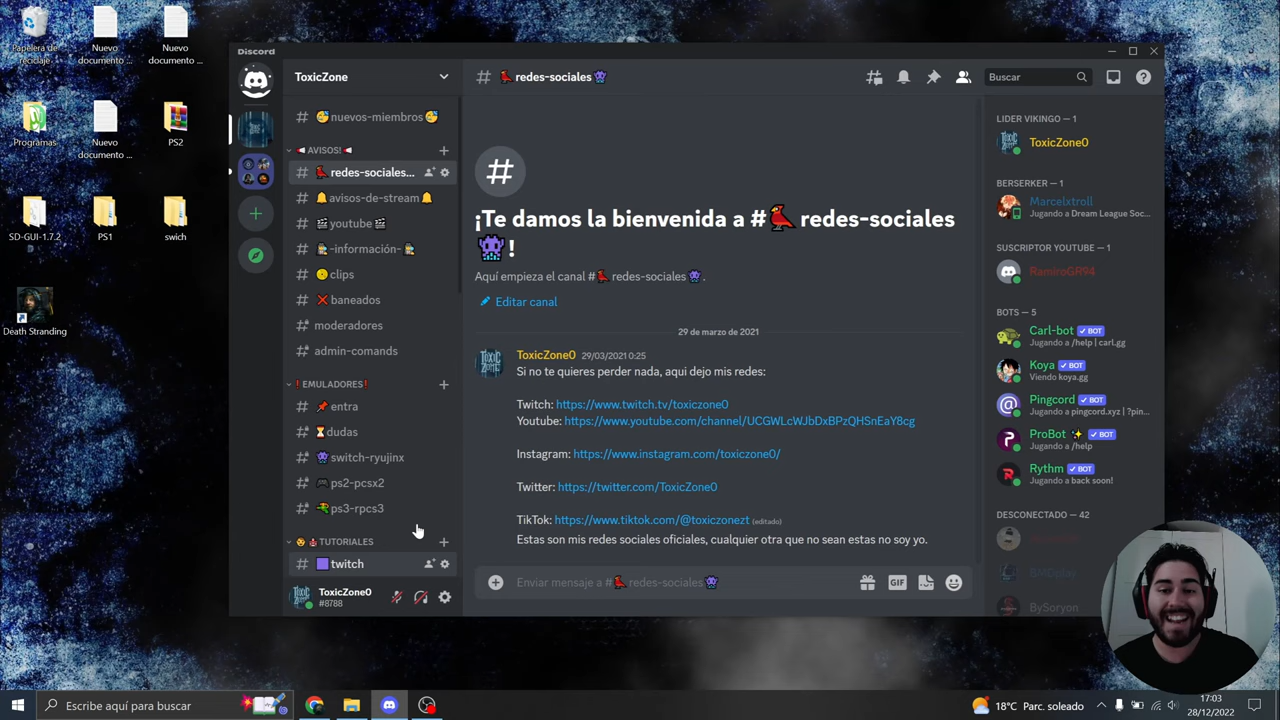 Papelera de
reciclaje
Nuevo
documento ...
Nuevo
documento ...
Programas
Nuevo
documento ...
PS2
SD-GUI-1.7.2
PS1
swich
Death Stranding
Discord
ToxicZone
# 🥳nuevos-miembros🥳
AVISOS!
# redes-sociales...
# 🔔avisos-de-stream🔔
# 🎬youtube🎬
# -información-
# clips
# ❌baneados
# moderadores
# admin-comands
❗EMULADORES❗
# 📌entra
# ⌛dudas
# 👾switch-ryujinx
# 🎮ps2-pcsx2
# ps3-rpcs3
TUTORIALES
# 🟪twitch
ToxicZone0
#8788
# 🐦redes-sociales👾
Buscar
#
¡Te damos la bienvenida a #🐦redes-sociales
👾!
Aquí empieza el canal #🐦redes-sociales👾.
Editar canal
29 de marzo de 2021
ToxicZone0 29/03/2021 0:25
Si no te quieres perder nada, aqui dejo mis redes:
Twitch: https://www.twitch.tv/toxiczone0
Youtube: https://www.youtube.com/channel/UCGWLcWJbDxBPzQHSnEaY8cg
Instagram: https://www.instagram.com/toxiczone0/
Twitter: https://twitter.com/ToxicZone0
TikTok: https://www.tiktok.com/@toxiczonezt (editado)
Estas son mis redes sociales oficiales, cualquier otra que no sean estas no soy yo.
Enviar mensaje a #🐦redes-sociales👾
GIF
LIDER VIKINGO — 1
ToxicZone0
BERSERKER — 1
Marcelxtroll
Jugando a Dream League Soc...
SUSCRIPTOR YOUTUBE — 1
RamiroGR94
BOTS — 5
Carl-bot BOT
Jugando a /help | carl.gg
Koya BOT
Viendo koya.gg
Pingcord BOT
Jugando a pingcord.xyz | ?pin...
ProBot ✨ BOT
Jugando a /help
Rythm BOT
Jugando a back soon!
DESCONECTADO — 42
BySoryon
Escribe aquí para buscar
18°C Parc. soleado
17:03
28/12/2022